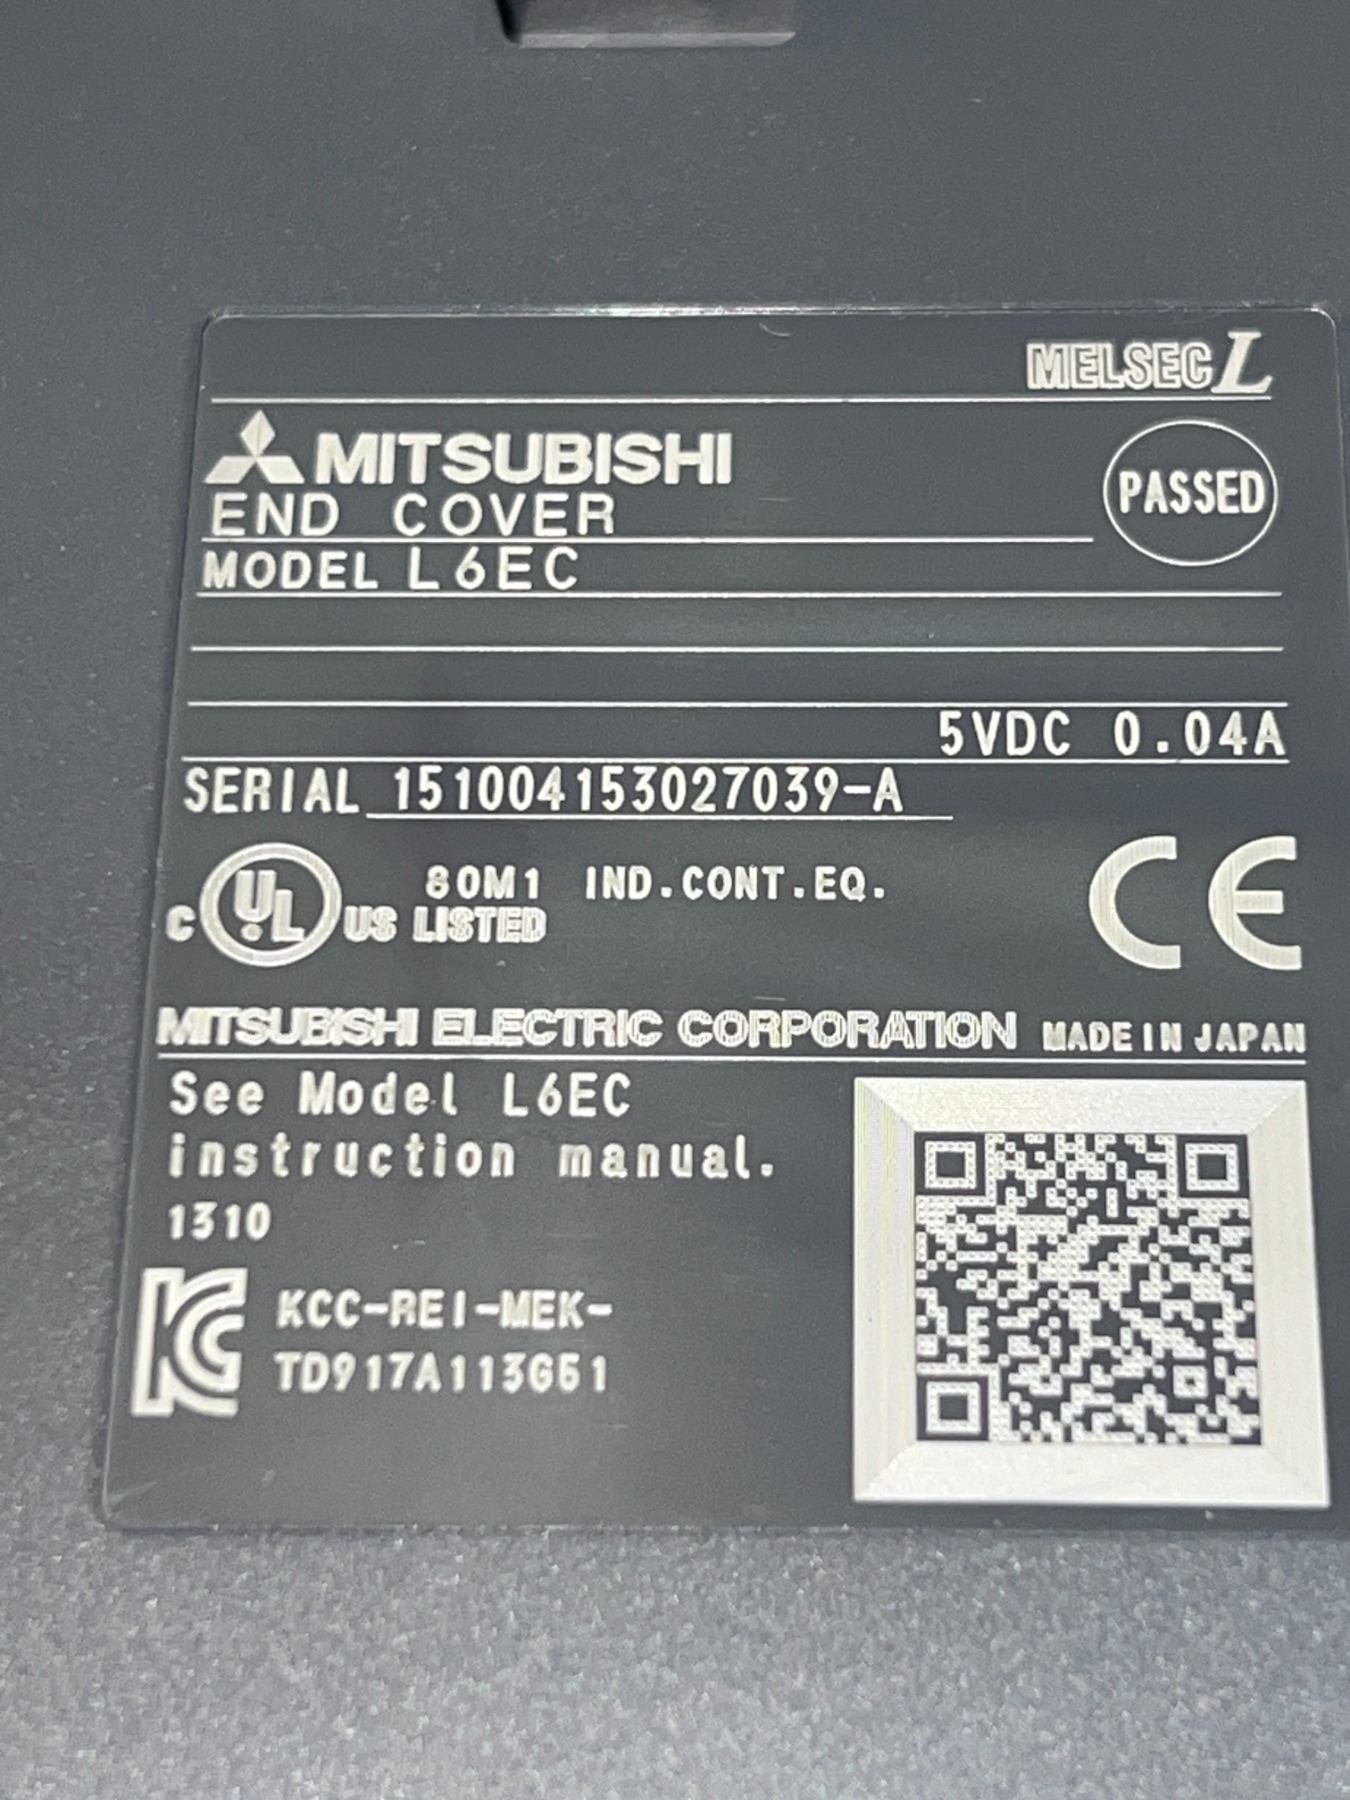 MELSEC L
MITSUBISHI
PASSED
END COVER
MODEL L6EC
5VDC 0.04A
SERIAL 151004153027039-A
C UL US LISTED 80M1 IND.CONT.EQ.
CE
MITSUBISHI ELECTRIC CORPORATION MADE IN JAPAN
See Model L6EC
instruction manual.
1310
KCC-REI-MEK-
TD917A113G51